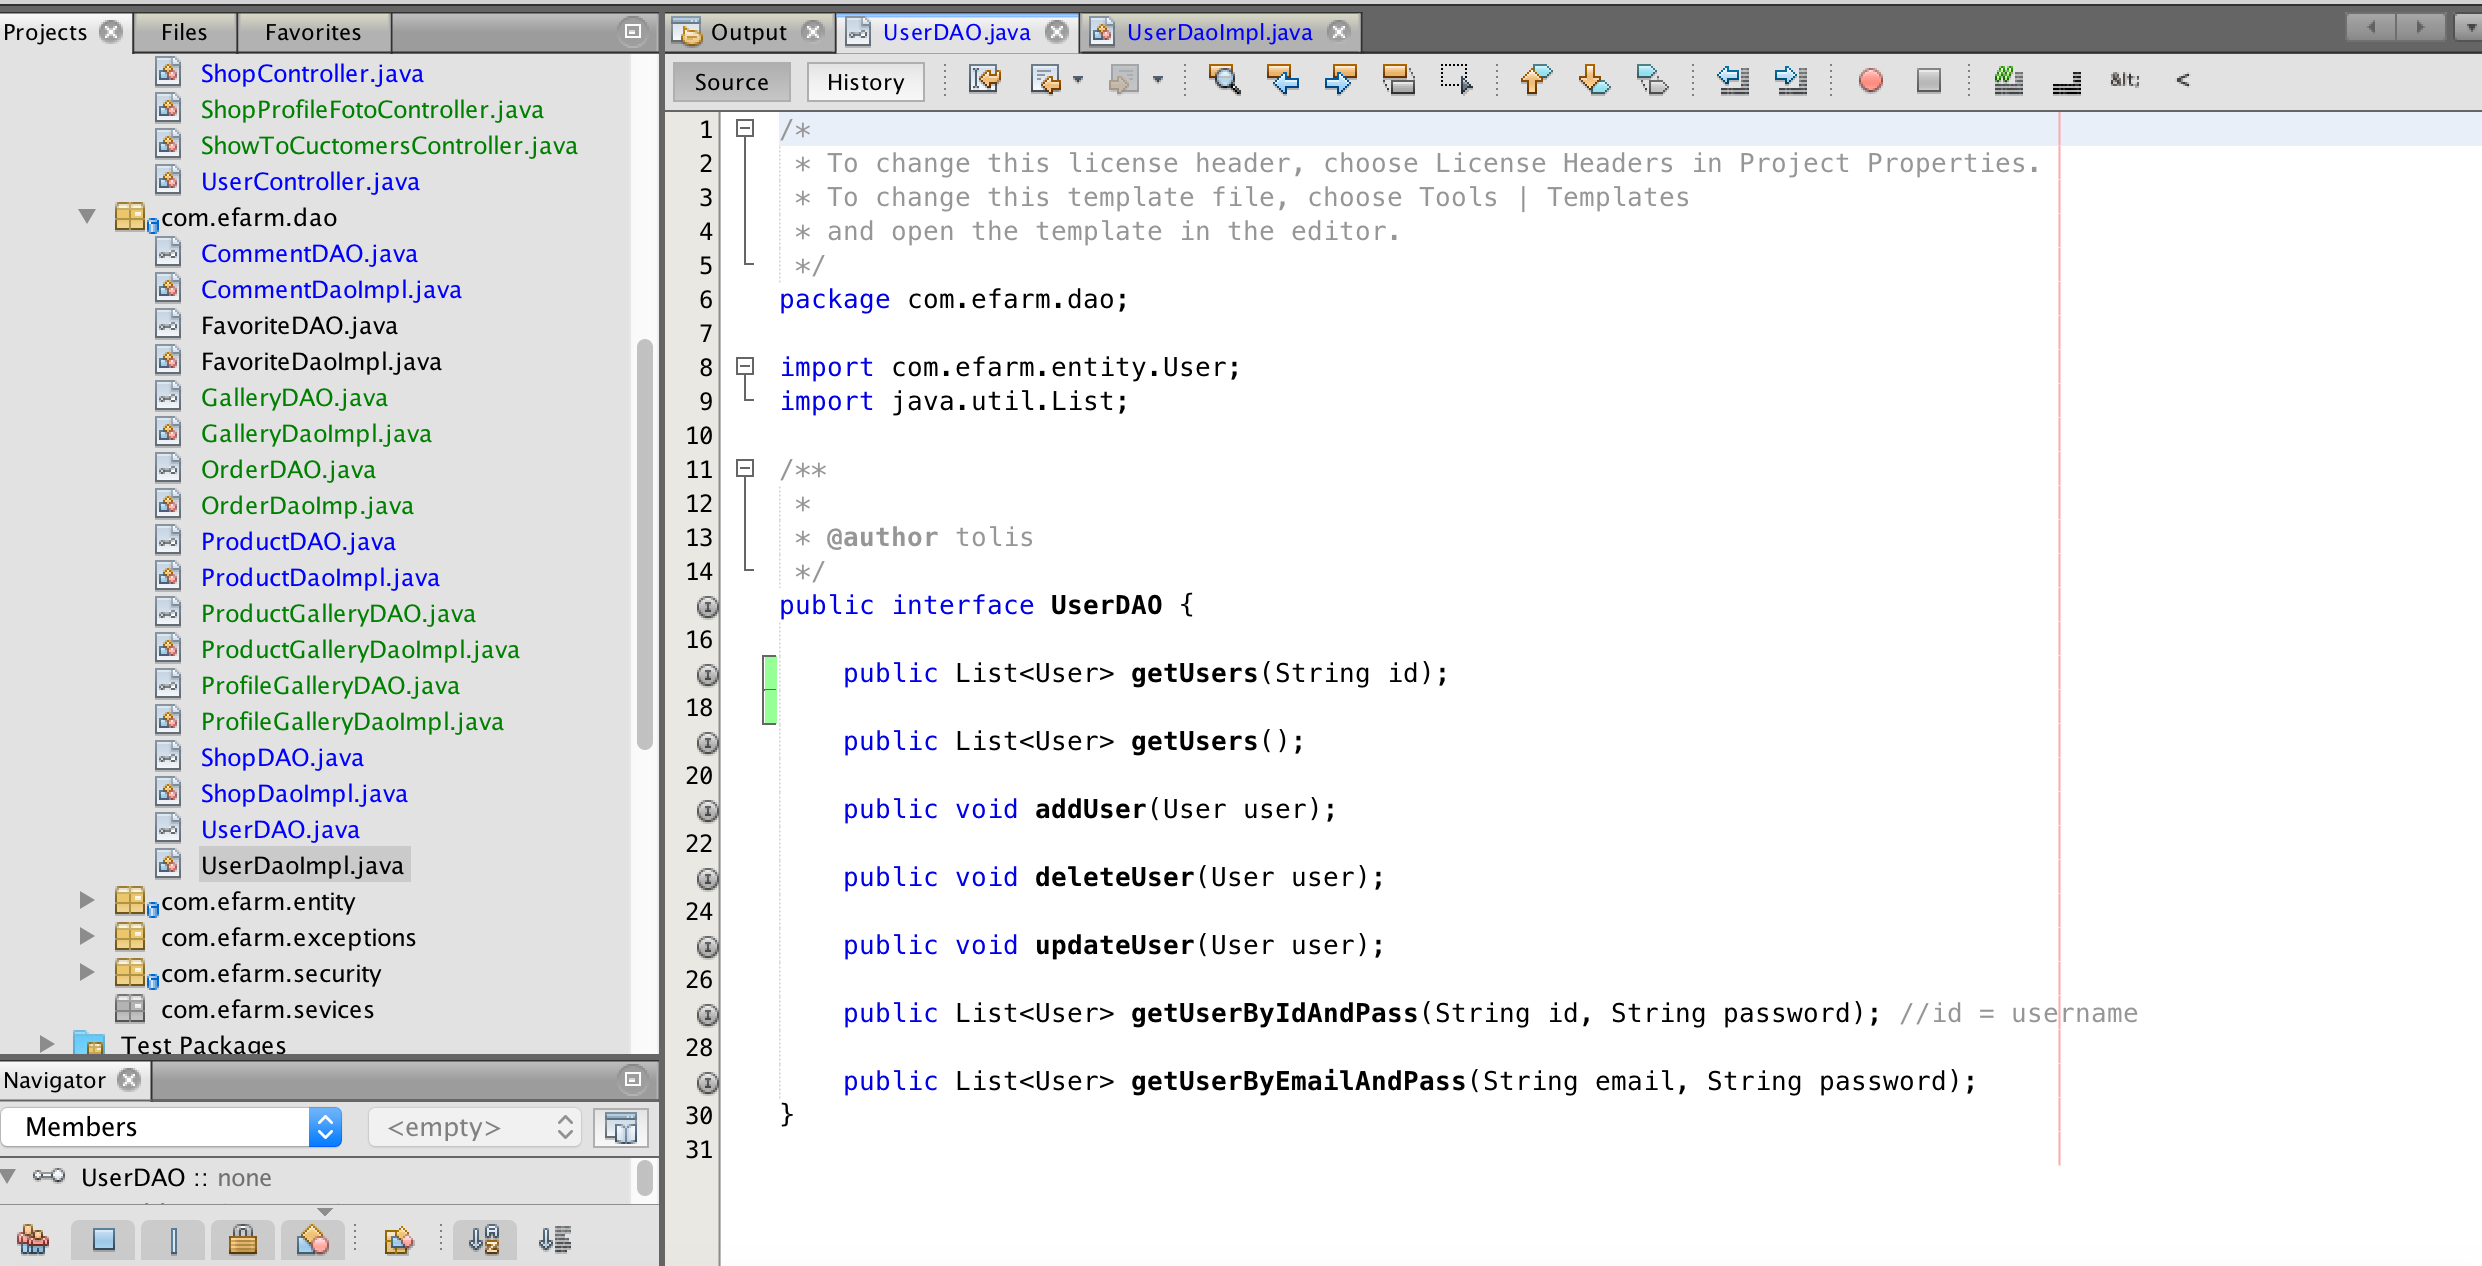 Projects Files Favorites
ShopController.java
ShopProfileFotoController.java
ShowToCuctomersController.java
UserController.java
com.efarm.dao
CommentDAO.java
CommentDaoImpl.java
FavoriteDAO.java
FavoriteDaoImpl.java
GalleryDAO.java
GalleryDaoImpl.java
OrderDAO.java
OrderDaoImp.java
ProductDAO.java
ProductDaoImpl.java
ProductGalleryDAO.java
ProductGalleryDaoImpl.java
ProfileGalleryDAO.java
ProfileGalleryDaoImpl.java
ShopDAO.java
ShopDaoImpl.java
UserDAO.java
UserDaoImpl.java
com.efarm.entity
com.efarm.exceptions
com.efarm.security
com.efarm.sevices
Test Packages
Navigator
Members <empty>
UserDAO :: none
Output UserDAO.java UserDaoImpl.java
Source History &lt; <
1 /*
2 * To change this license header, choose License Headers in Project Properties.
3 * To change this template file, choose Tools | Templates
4 * and open the template in the editor.
5 */
6 package com.efarm.dao;
7
8 import com.efarm.entity.User;
9 import java.util.List;
10
11 /**
12 *
13 * @author tolis
14 */
public interface UserDAO {
16
public List<User> getUsers(String id);
18
public List<User> getUsers();
20
public void addUser(User user);
22
public void deleteUser(User user);
24
public void updateUser(User user);
26
public List<User> getUserByIdAndPass(String id, String password); //id = username
28
public List<User> getUserByEmailAndPass(String email, String password);
30 }
31